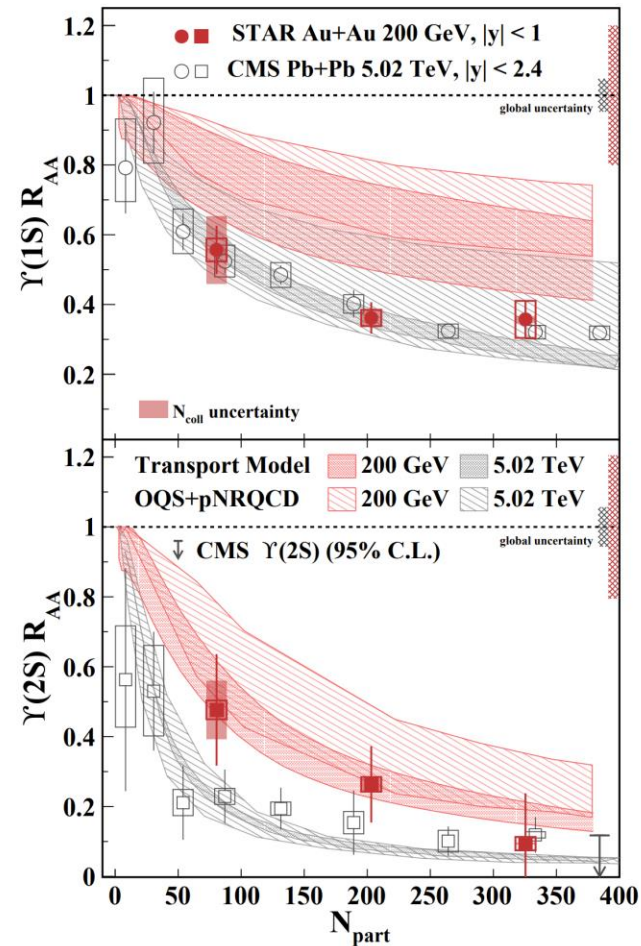 STAR Au+Au 200 GeV, |y| < 1
CMS Pb+Pb 5.02 TeV, |y| < 2.4
1
0.8
0.6
0.4
0.2
global uncertainty
ϒ(1S) R_AA
N_coll uncertainty
Transport Model 200 GeV 5.02 TeV
OQS+pNRQCD 200 GeV 5.02 TeV
1.2
1
0.8
0.6
0.4
0.2
0
global uncertainty
CMS ϒ(2S) (95% C.L.)
ϒ(2S) R_AA
0 50 100 150 200 250 300 350 400
N_part